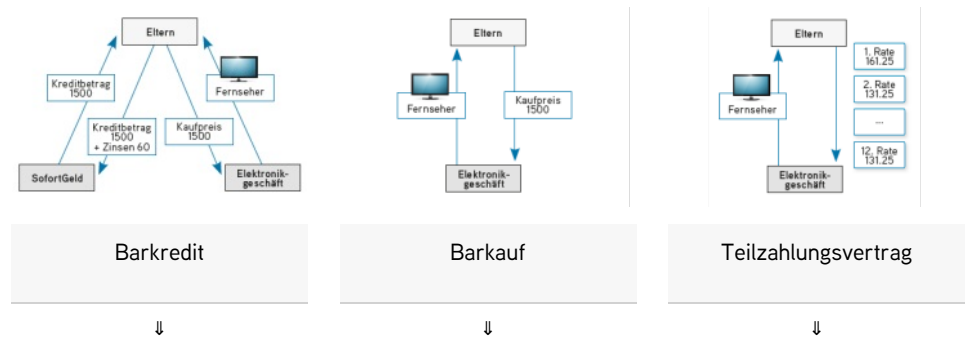 Eltern
Kreditbetrag
1500
Fernseher
Kreditbetrag
1500
+ Zinsen 60
Kaufpreis
1500
SofortGeld
Elektronik-
geschäft
Eltern
Fernseher
Kaufpreis
1500
Elektronik-
geschäft
Eltern
1. Rate
161.25
2. Rate
131.25
Fernseher
...
12. Rate
131.25
Elektronik-
geschäft
Barkredit
Barkauf
Teilzahlungsvertrag
⇓ ⇓ ⇓